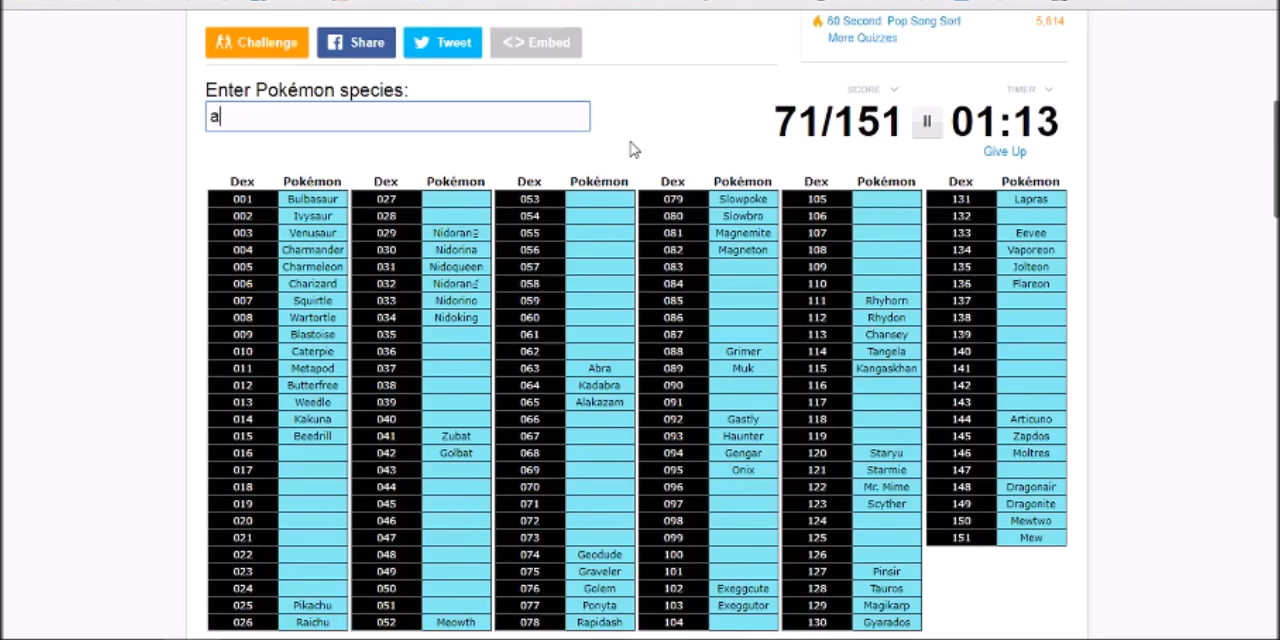 60 Second Pop Song Sort 5,614
More Quizzes
Challenge Share Tweet <> Embed
Enter Pokémon species:
SCORE TIMER
a
71/151 01:13
Give Up
Dex Pokémon Dex Pokémon Dex Pokémon Dex Pokémon Dex Pokémon Dex Pokémon
001 Bulbasaur 027 053 079 Slowpoke 105 131 Lapras
002 Ivysaur 028 054 080 Slowbro 106 132
003 Venusaur 029 Nidoran♀ 055 081 Magnemite 107 133 Eevee
004 Charmander 030 Nidorina 056 082 Magneton 108 134 Vaporeon
005 Charmeleon 031 Nidoqueen 057 083 109 135 Jolteon
006 Charizard 032 Nidoran♂ 058 084 110 136 Flareon
007 Squirtle 033 Nidorino 059 085 111 Rhyhorn 137
008 Wartortle 034 Nidoking 060 086 112 Rhydon 138
009 Blastoise 035 061 087 113 Chansey 139
010 Caterpie 036 062 088 Grimer 114 Tangela 140
011 Metapod 037 063 Abra 089 Muk 115 Kangaskhan 141
012 Butterfree 038 064 Kadabra 090 116 142
013 Weedle 039 065 Alakazam 091 117 143
014 Kakuna 040 066 092 Gastly 118 144 Articuno
015 Beedrill 041 Zubat 067 093 Haunter 119 145 Zapdos
016 042 Golbat 068 094 Gengar 120 Staryu 146 Moltres
017 043 069 095 Onix 121 Starmie 147
018 044 070 096 122 Mr. Mime 148 Dragonair
019 045 071 097 123 Scyther 149 Dragonite
020 046 072 098 124 150 Mewtwo
021 047 073 099 125 151 Mew
022 048 074 Geodude 100 126
023 049 075 Graveler 101 127 Pinsir
024 050 076 Golem 102 Exeggcute 128 Tauros
025 Pikachu 051 077 Ponyta 103 Exeggutor 129 Magikarp
026 Raichu 052 Meowth 078 Rapidash 104 130 Gyarados